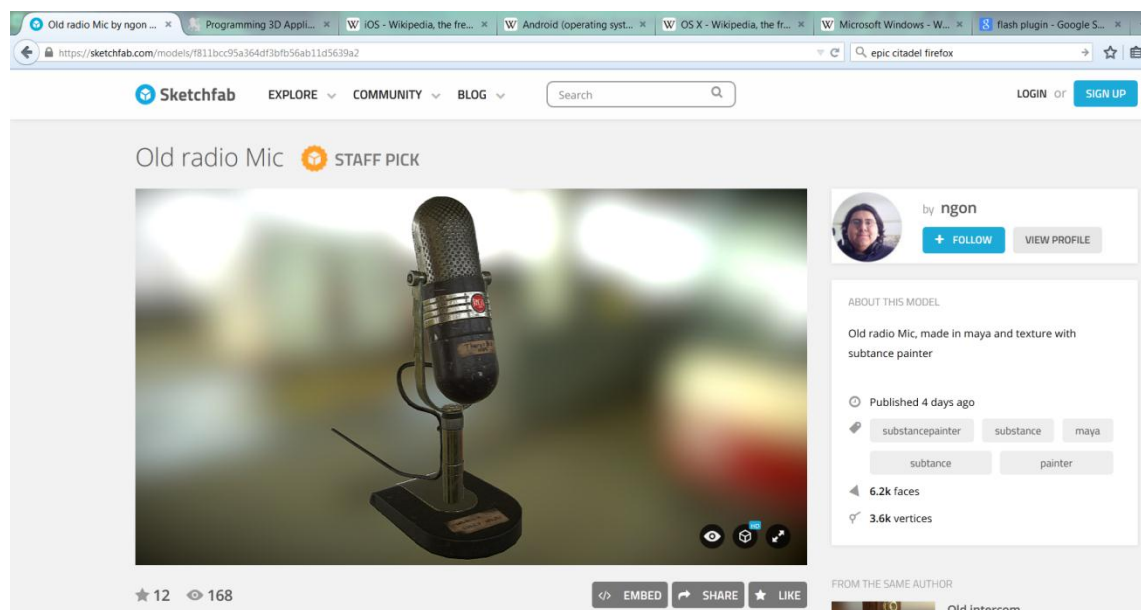 Old radio Mic by ngon ... × Programming 3D Appli... × W iOS - Wikipedia, the fre... × W Android (operating syst... × W OS X - Wikipedia, the fr... × W Microsoft Windows - W... × 8 flash plugin - Google S... ×
https://sketchfab.com/models/f811bcc95a364df3bfb56ab11d5639a2 epic citadel firefox
Sketchfab EXPLORE COMMUNITY BLOG Search LOGIN or SIGN UP
Old radio Mic STAFF PICK
by ngon
+ FOLLOW VIEW PROFILE
ABOUT THIS MODEL
Old radio Mic, made in maya and texture with
subtance painter
Published 4 days ago
substancepainter substance maya
subtance painter
6.2k faces
3.6k vertices
HD
12 168 </> EMBED SHARE LIKE
FROM THE SAME AUTHOR
Old intercom